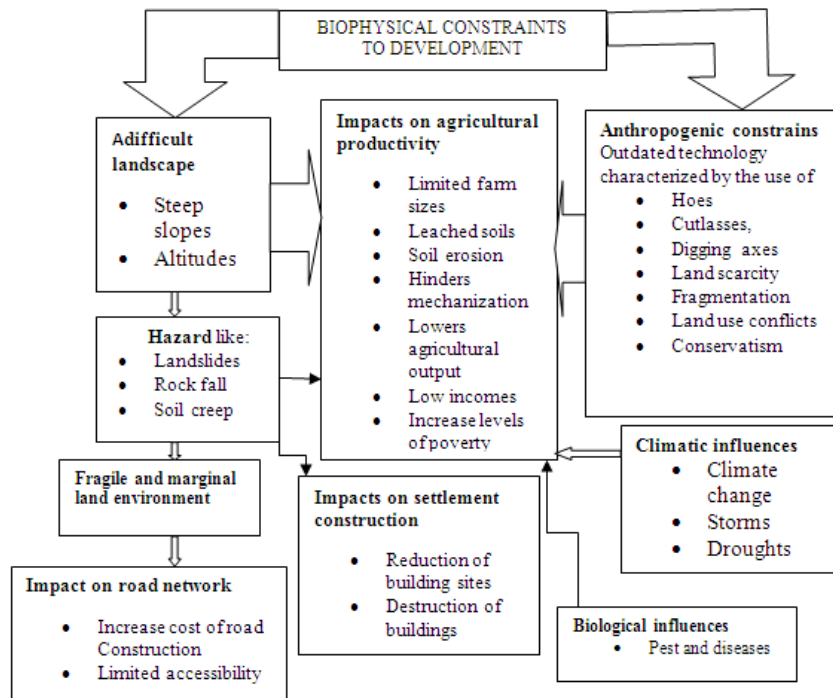 BIOPHYSICAL CONSTRAINTS
TO DEVELOPMENT
Adifficult
landscape
• Steep
slopes
• Altitudes
Impacts on agricultural
productivity
• Limited farm
sizes
• Leached soils
• Soil erosion
• Hinders
mechanization
• Lowers
agricultural
output
• Low incomes
• Increase levels
of poverty
Anthropogenic constrains
Outdated technology
characterized by the use of
• Hoes
• Cutlasses,
• Digging axes
• Land scarcity
• Fragmentation
• Land use conflicts
• Conservatism
Hazard like:
• Landslides
• Rock fall
• Soil creep
Climatic influences
• Climate
change
• Storms
• Droughts
Fragile and marginal
land environment
Impacts on settlement
construction
• Reduction of
building sites
• Destruction of
buildings
Impact on road network
• Increase cost of road
Construction
• Limited accessibility
Biological influences
• Pest and diseases